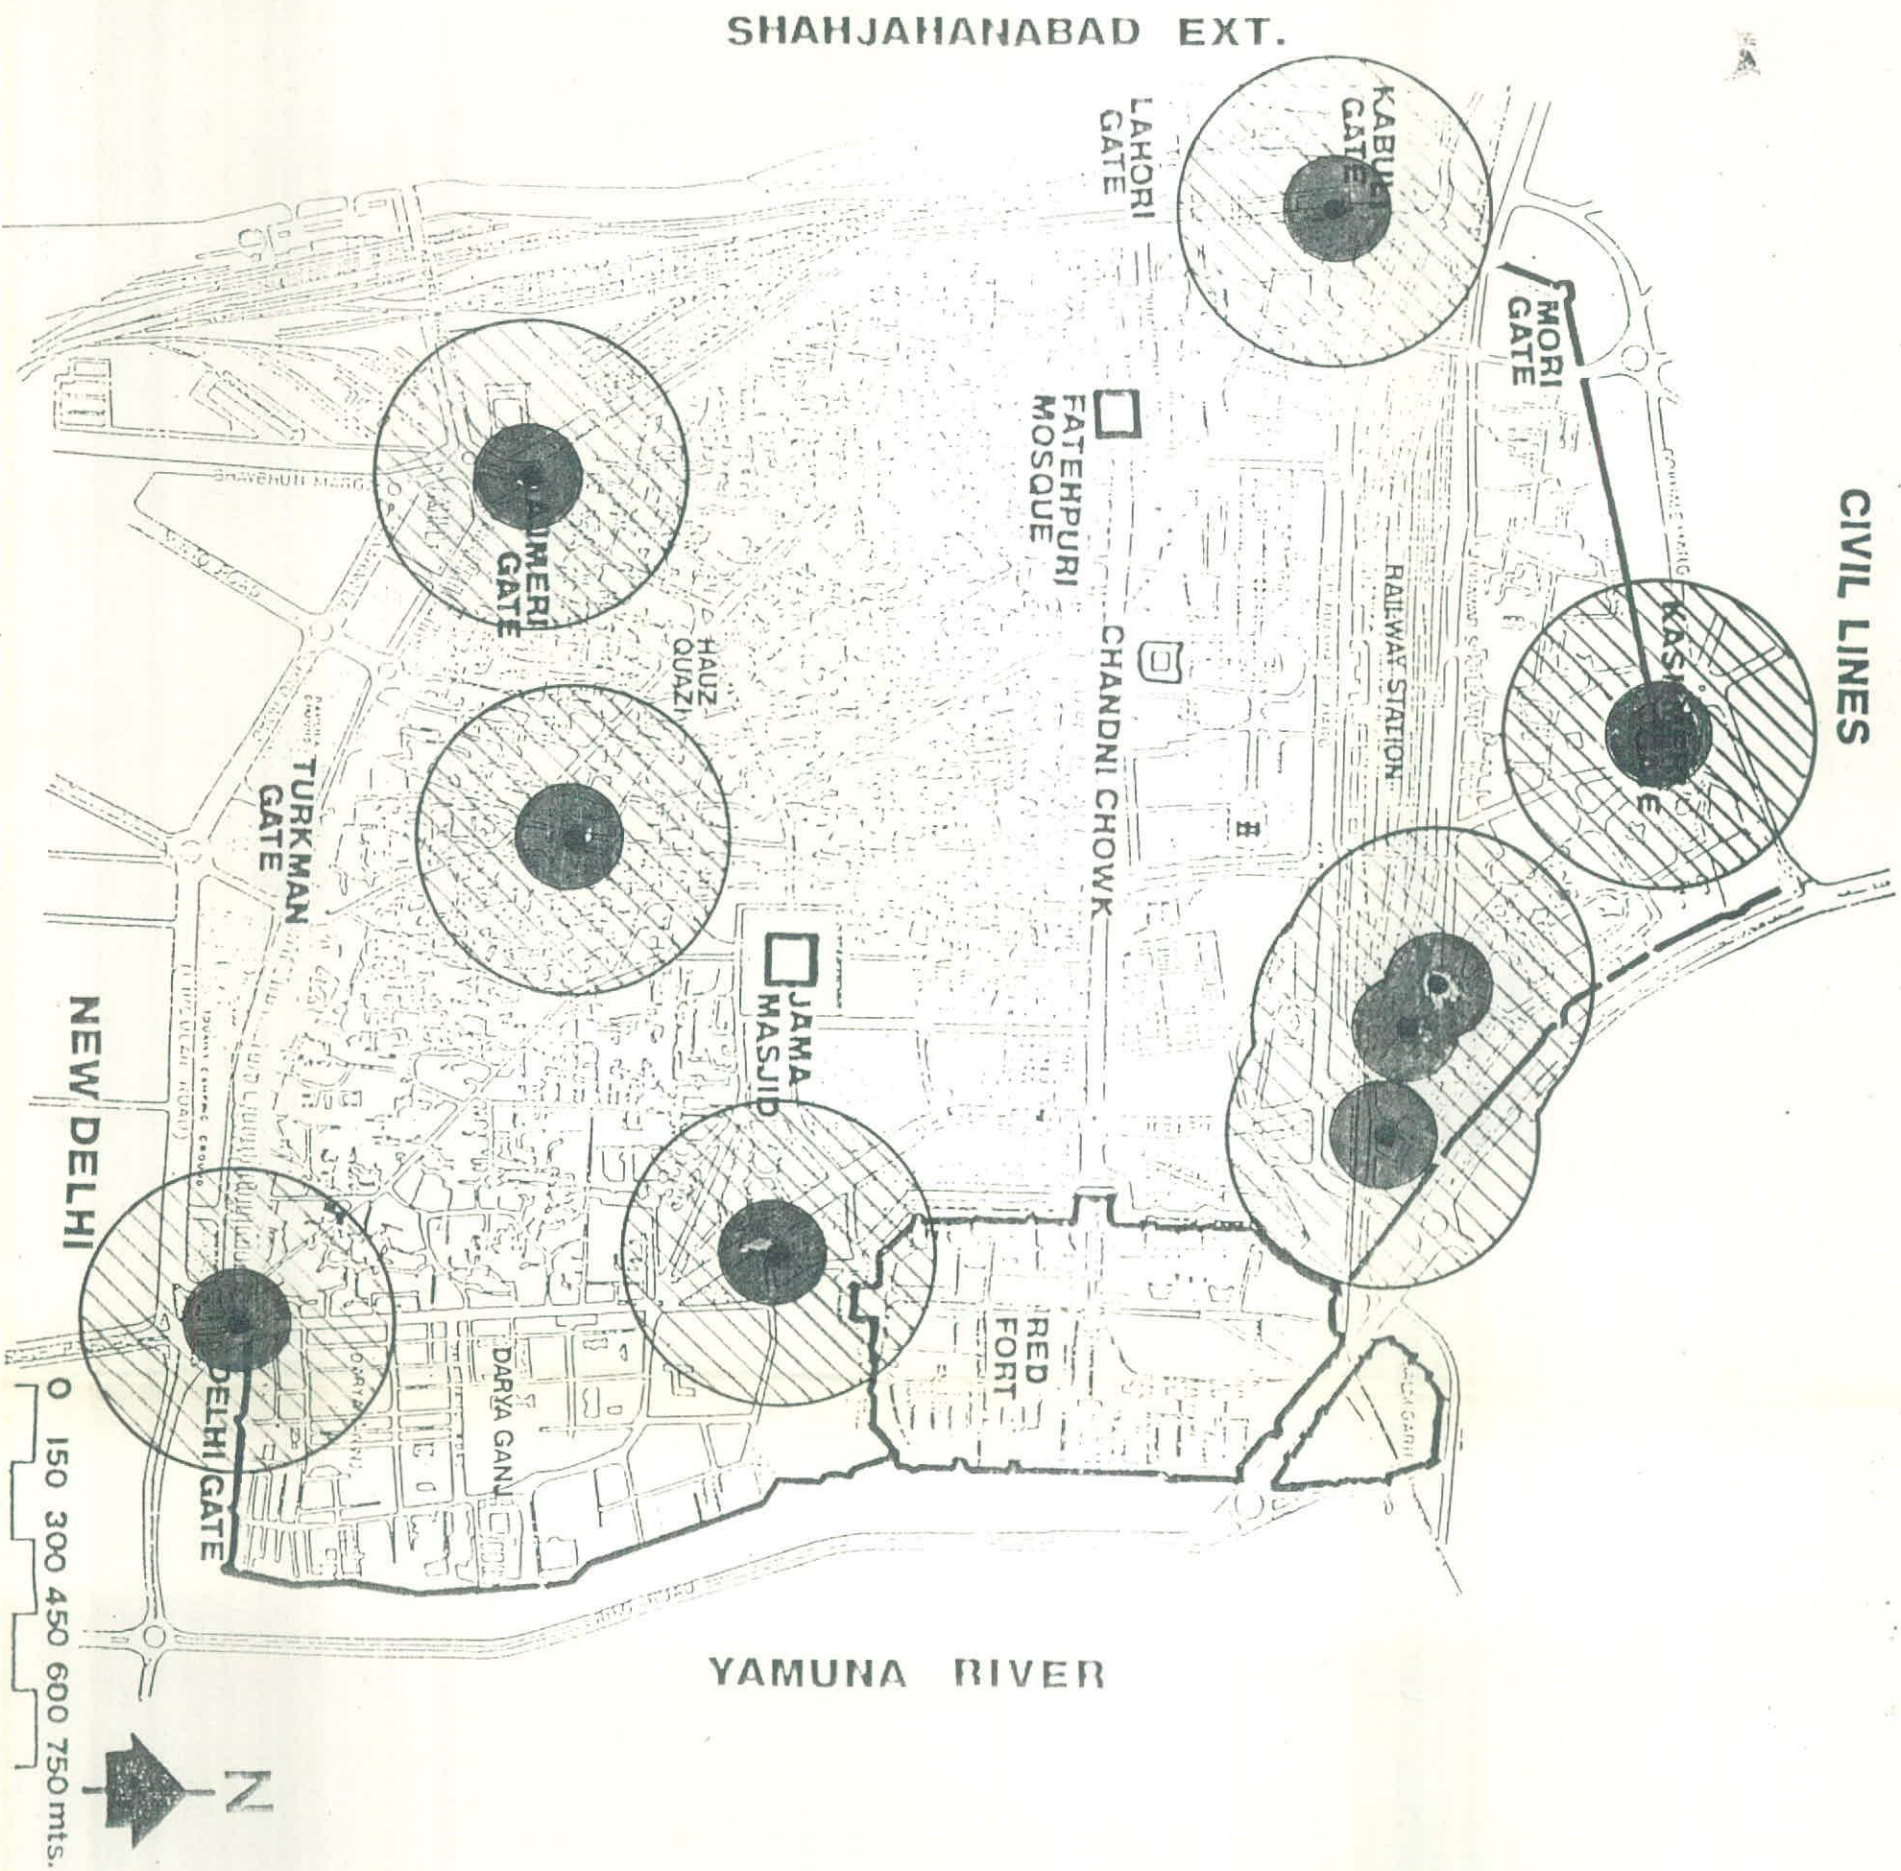 SHAHJAHANABAD EXT.
KABUL
GATE
LAHORI
GATE
MORI
GATE
FATEHPURI
MOSQUE
CIVIL LINES
RAILWAY STATION
CHANDNI CHOWK
AJMERI
GATE
HAUZ
QUAZI
TURKMAN
GATE
JAMA
MASJID
NEW DELHI
RED
FORT
DARYA GANJ
DELHI GATE
YAMUNA RIVER
0 150 300 450 600 750 mts.
N